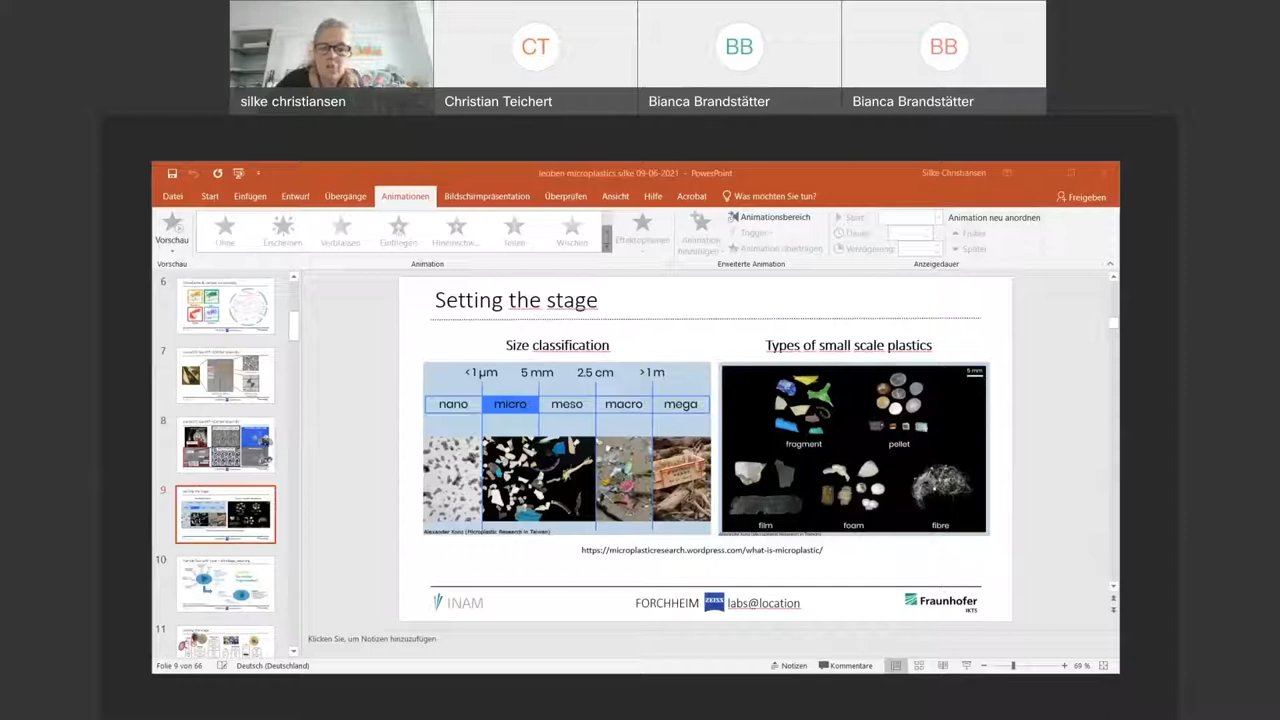 CT
BB
BB
silke christiansen
Christian Teichert
Bianca Brandstätter
Bianca Brandstätter
leoben microplastics silke 09-06-2021 - PowerPoint
Silke Christiansen
Datei
Start
Einfügen
Entwurf
Übergänge
Animationen
Bildschirmpräsentation
Überprüfen
Ansicht
Hilfe
Acrobat
Was möchten Sie tun?
Freigeben
Vorschau
Ohne
Erscheinen
Verblassen
Einfliegen
Hineinschw...
Teilen
Wischen
Effektoptionen
Animation hinzufügen
Animationsbereich
Trigger
Animation übertragen
Start:
Dauer:
Verzögerung:
Animation neu anordnen
Früher
Später
Vorschau
Animation
Erweiterte Animation
Anzeigedauer
6
7
8
9
10
11
Setting the stage
Size classification
Types of small scale plastics
<1 µm
5 mm
2.5 cm
>1 m
nano
micro
meso
macro
mega
5 mm
fragment
pellet
film
foam
fibre
https://microplasticresearch.wordpress.com/what-is-microplastic/
INAM
FORCHHEIM
ZEISS
labs@location
Fraunhofer
IKTS
Klicken Sie, um Notizen hinzuzufügen
Folie 9 von 66
Deutsch (Deutschland)
Notizen
Kommentare
69 %